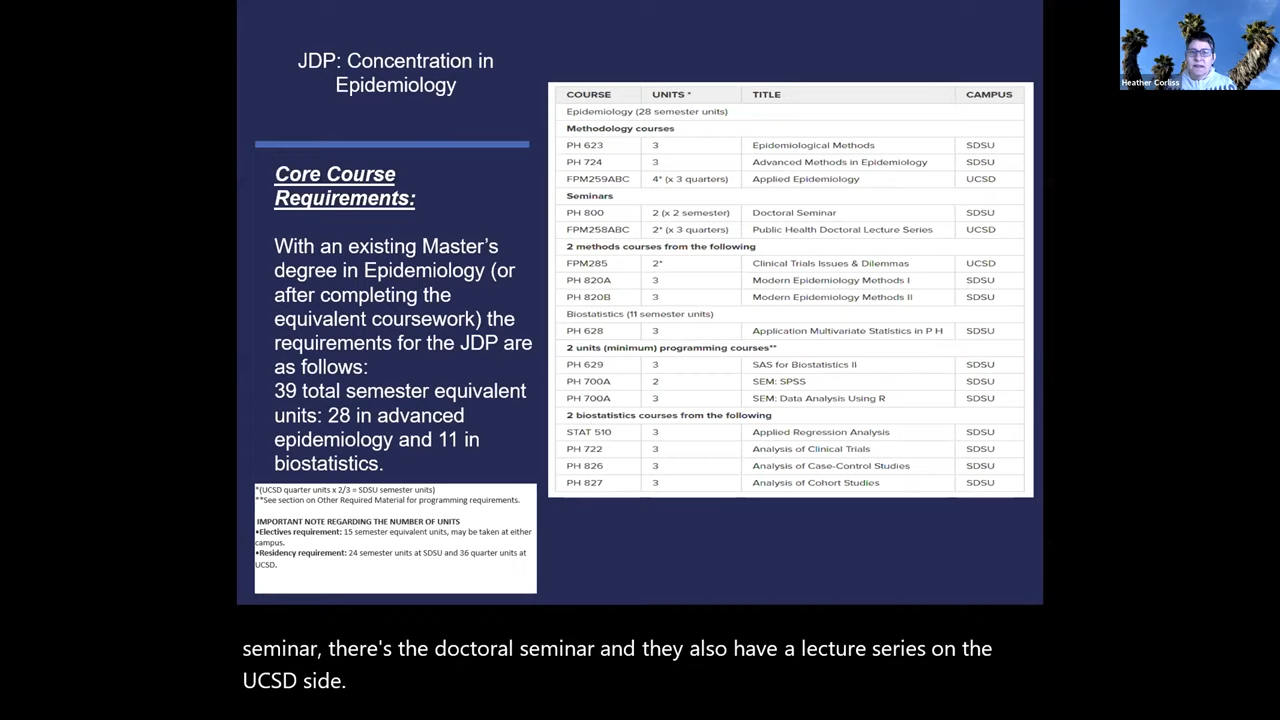 JDP: Concentration in
Epidemiology
Core Course
Requirements:
With an existing Master's
degree in Epidemiology (or
after completing the
equivalent coursework) the
requirements for the JDP are
as follows:
39 total semester equivalent
units: 28 in advanced
epidemiology and 11 in
biostatistics.
*(UCSD quarter units x 2/3 = SDSU semester units)
**See section on Other Required Material for programming requirements.
IMPORTANT NOTE REGARDING THE NUMBER OF UNITS
•Electives requirement: 15 semester equivalent units, may be taken at either
campus.
•Residency requirement: 24 semester units at SDSU and 36 quarter units at
UCSD.
COURSE UNITS * TITLE CAMPUS
Epidemiology (28 semester units)
Methodology courses
PH 623 3 Epidemiological Methods SDSU
PH 724 3 Advanced Methods in Epidemiology SDSU
FPM259ABC 4* (x 3 quarters) Applied Epidemiology UCSD
Seminars
PH 800 2 (x 2 semester) Doctoral Seminar SDSU
FPM258ABC 2* (x 3 quarters) Public Health Doctoral Lecture Series UCSD
2 methods courses from the following
FPM285 2* Clinical Trials Issues & Dilemmas UCSD
PH 820A 3 Modern Epidemiology Methods I SDSU
PH 820B 3 Modern Epidemiology Methods II SDSU
Biostatistics (11 semester units)
PH 628 3 Application Multivariate Statistics in P H SDSU
2 units (minimum) programming courses**
PH 629 3 SAS for Biostatistics II SDSU
PH 700A 2 SEM: SPSS SDSU
PH 700A 3 SEM: Data Analysis Using R SDSU
2 biostatistics courses from the following
STAT 510 3 Applied Regression Analysis SDSU
PH 722 3 Analysis of Clinical Trials SDSU
PH 826 3 Analysis of Case-Control Studies SDSU
PH 827 3 Analysis of Cohort Studies SDSU
Heather Corliss
seminar, there's the doctoral seminar and they also have a lecture series on the
UCSD side.